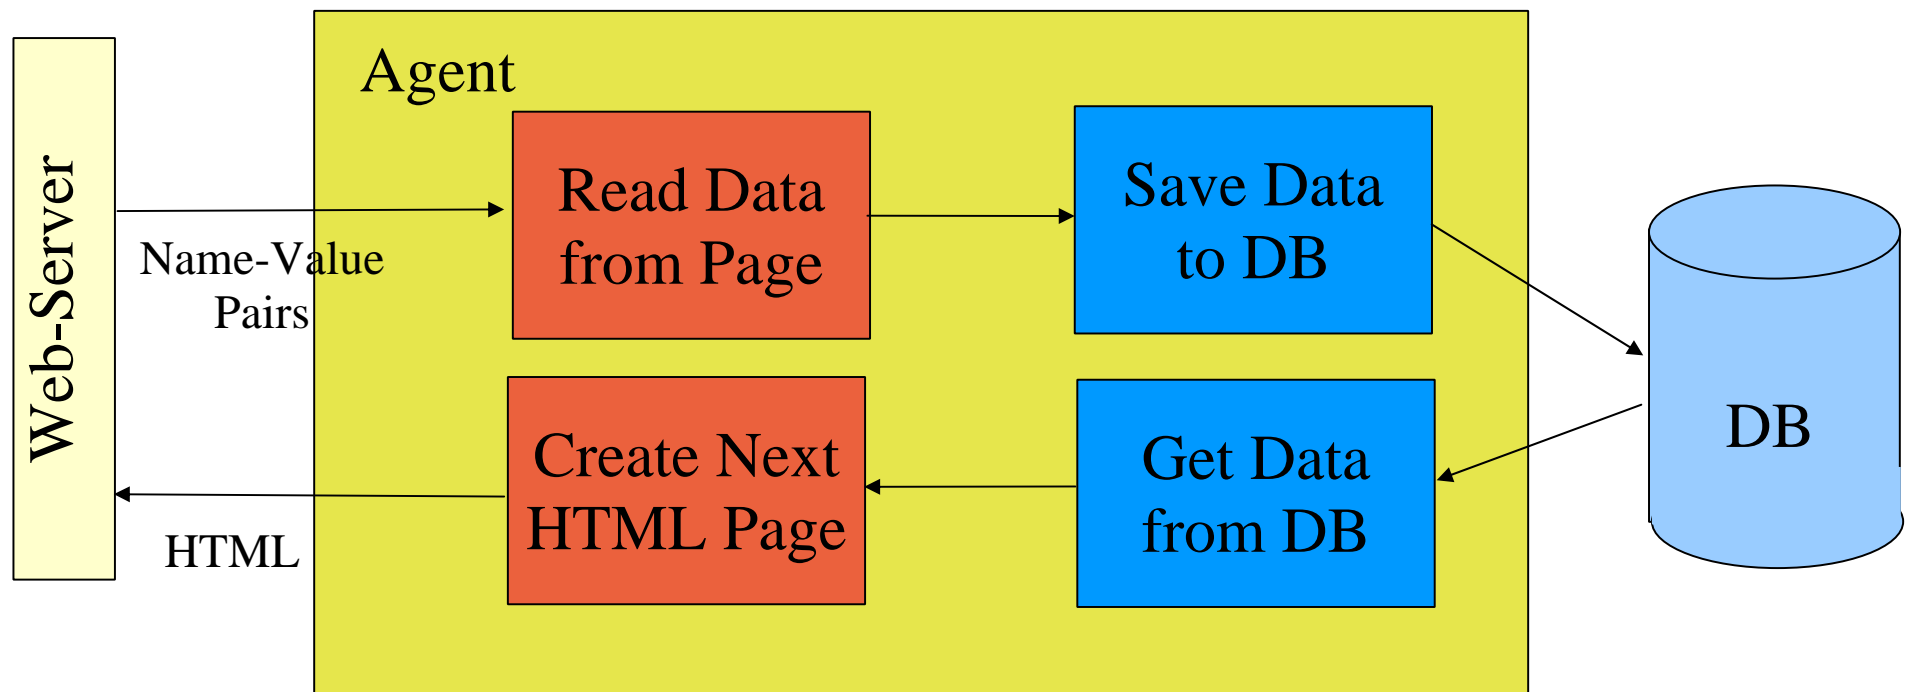 Web-Server
Agent
Read Data
from Page
Save Data
to DB
Name-Value
Pairs
DB
Create Next
HTML Page
Get Data
from DB
HTML